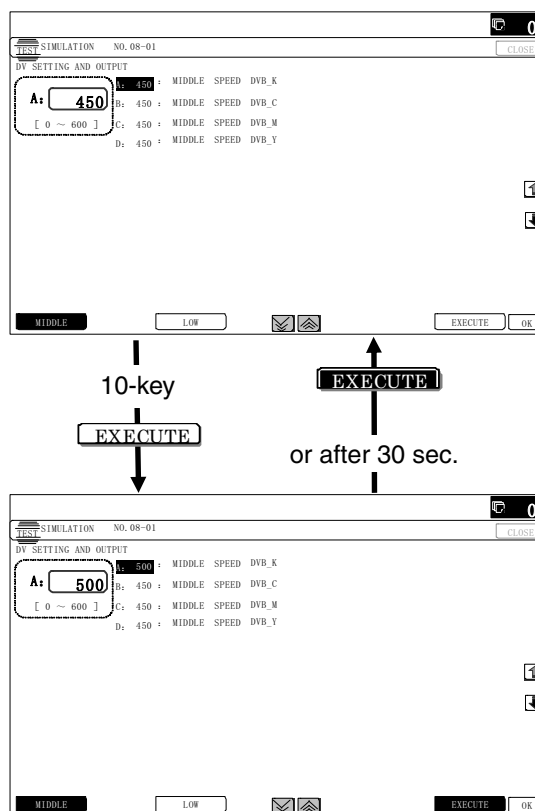 0
TEST SIMULATION NO. 08-01 CLOSE
DV SETTING AND OUTPUT
A: 450
[ 0 ～ 600 ]
A: 450 : MIDDLE SPEED DVB_K
B: 450 : MIDDLE SPEED DVB_C
C: 450 : MIDDLE SPEED DVB_M
D: 450 : MIDDLE SPEED DVB_Y
MIDDLE LOW EXECUTE OK
10-key
EXECUTE
EXECUTE
or after 30 sec.
0
TEST SIMULATION NO. 08-01 CLOSE
DV SETTING AND OUTPUT
A: 500
[ 0 ～ 600 ]
A: 500 : MIDDLE SPEED DVB_K
B: 450 : MIDDLE SPEED DVB_C
C: 450 : MIDDLE SPEED DVB_M
D: 450 : MIDDLE SPEED DVB_Y
MIDDLE LOW EXECUTE OK